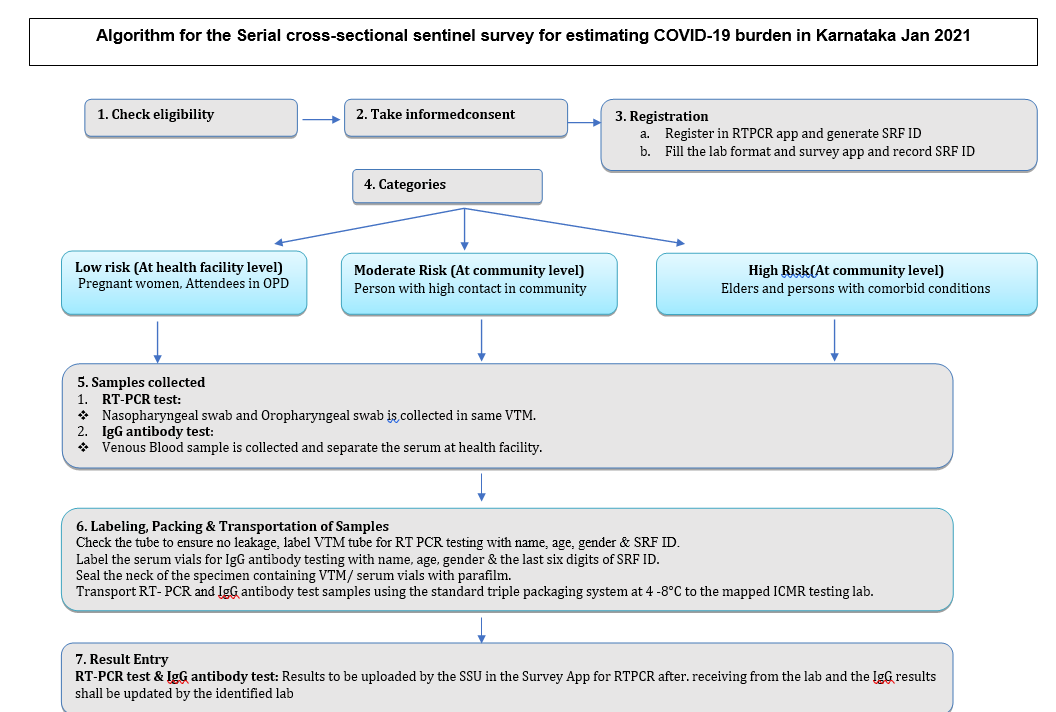 Algorithm for the Serial cross-sectional sentinel survey for estimating COVID-19 burden in Karnataka Jan 2021
1. Check eligibility
2. Take informedconsent
3. Registration
a. Register in RTPCR app and generate SRF ID
b. Fill the lab format and survey app and record SRF ID
4. Categories
Low risk (At health facility level)
Pregnant women, Attendees in OPD
Moderate Risk (At community level)
Person with high contact in community
High Risk(At community level)
Elders and persons with comorbid conditions
5. Samples collected
1. RT-PCR test:
❖ Nasopharyngeal swab and Oropharyngeal swab is collected in same VTM.
2. IgG antibody test:
❖ Venous Blood sample is collected and separate the serum at health facility.
6. Labeling, Packing & Transportation of Samples
Check the tube to ensure no leakage, label VTM tube for RT PCR testing with name, age, gender & SRF ID.
Label the serum vials for IgG antibody testing with name, age, gender & the last six digits of SRF ID.
Seal the neck of the specimen containing VTM/ serum vials with parafilm.
Transport RT- PCR and IgG antibody test samples using the standard triple packaging system at 4 -8°C to the mapped ICMR testing lab.
7. Result Entry
RT-PCR test & IgG antibody test: Results to be uploaded by the SSU in the Survey App for RTPCR after. receiving from the lab and the IgG results
shall be updated by the identified lab